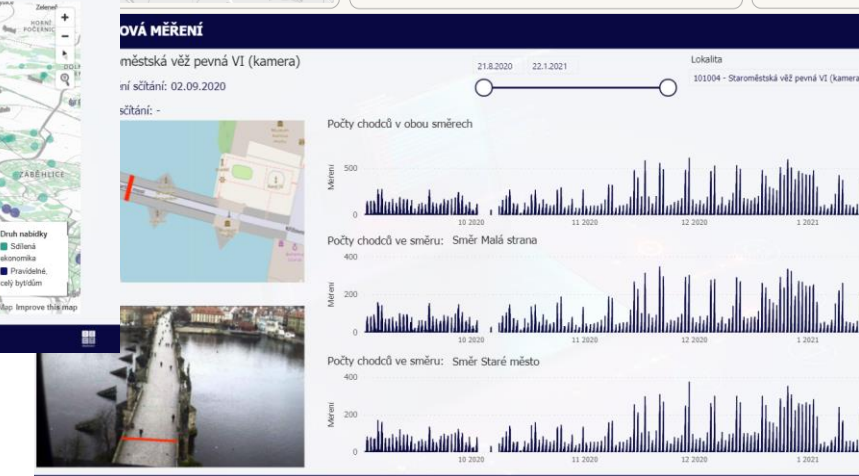 Zeleneč
HORNÍ
POČERNIC
ZÁBĚHLICE
Druh nabídky
Sdílená
ekonomika
Pravidelné,
celý byt/dům
Map Improve this map
OVÁ MĚŘENÍ
oměstská věž pevná VI (kamera)
ní sčítání: 02.09.2020
sčítání: -
21.8.2020 22.1.2021
Lokalita
101004 - Staroměstská věž pevná VI (kamera
Počty chodců v obou směrech
Měření
500
0
10 2020 11 2020 12 2020 1 2021
Počty chodců ve směru: Směr Malá strana
400
Měření
200
0
10 2020 11 2020 12 2020 1 2021
Počty chodců ve směru: Směr Staré město
400
Měření
200
0
10 2020 11 2020 12 2020 1 2021